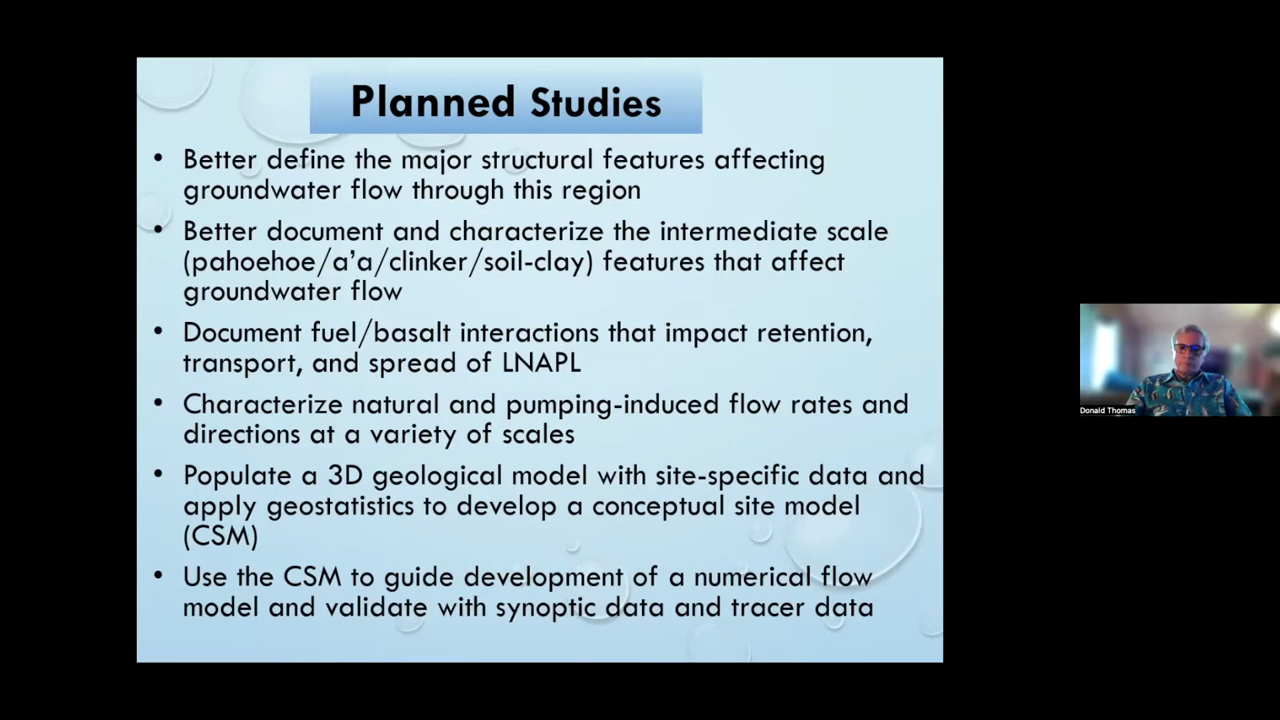 Planned Studies
• Better define the major structural features affecting
groundwater flow through this region
• Better document and characterize the intermediate scale
(pahoehoe/a’a/clinker/soil-clay) features that affect
groundwater flow
• Document fuel/basalt interactions that impact retention,
transport, and spread of LNAPL
• Characterize natural and pumping-induced flow rates and
directions at a variety of scales
• Populate a 3D geological model with site-specific data and
apply geostatistics to develop a conceptual site model
(CSM)
• Use the CSM to guide development of a numerical flow
model and validate with synoptic data and tracer data
Donald Thomas